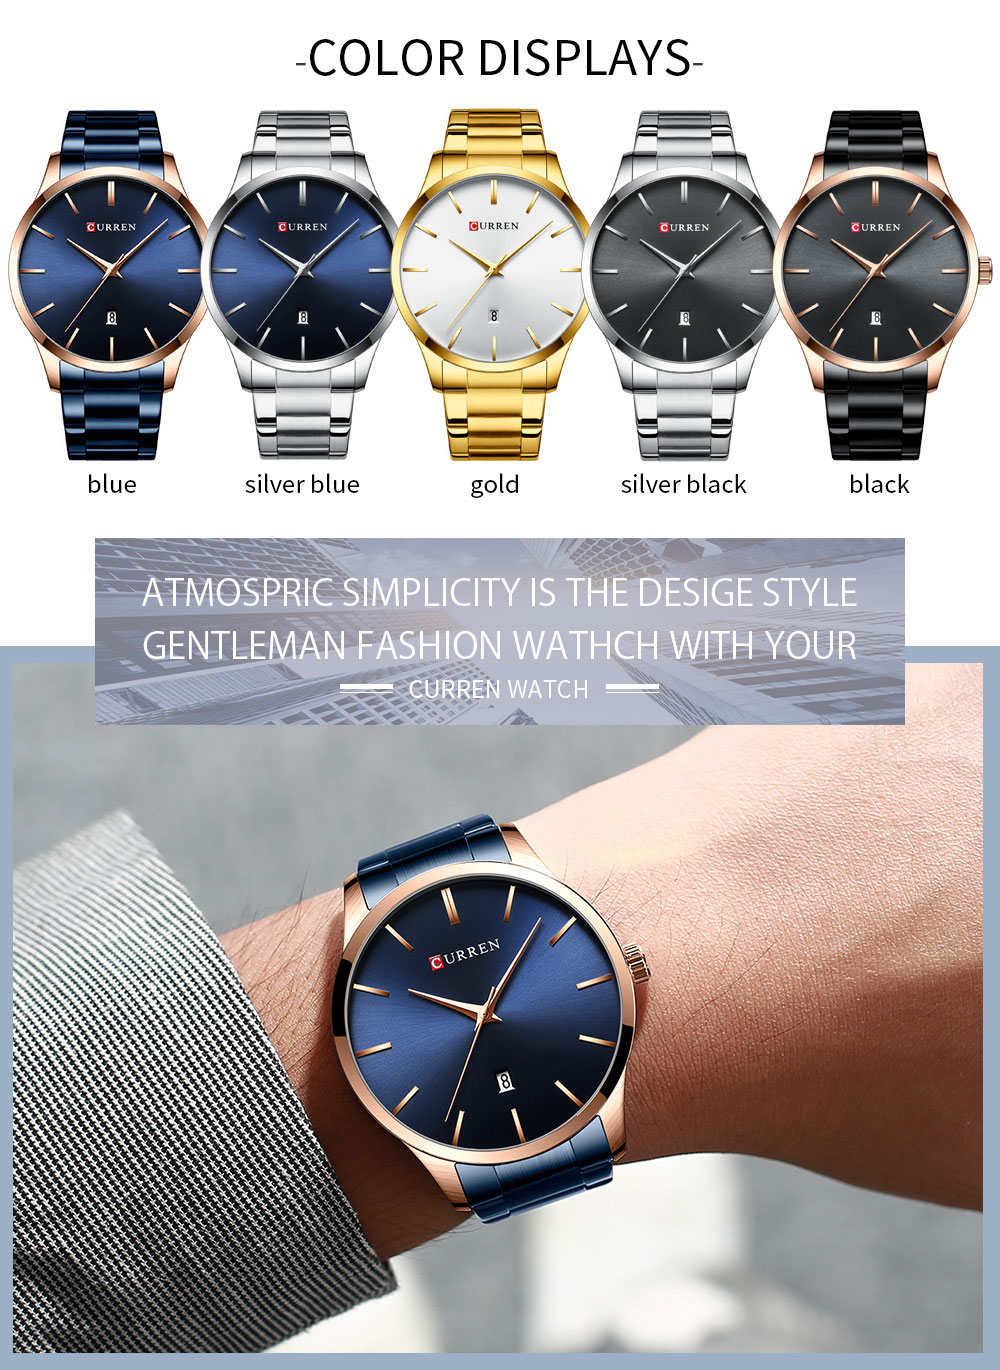 -COLOR DISPLAYS-
CURREN
CURREN
CURREN
CURREN
CURREN
8
8
8
8
8
blue
silver blue
gold
silver black
black
ATMOSPRIC SIMPLICITY IS THE DESIGE STYLE
GENTLEMAN FASHION WATHCH WITH YOUR
CURREN WATCH
CURREN
8